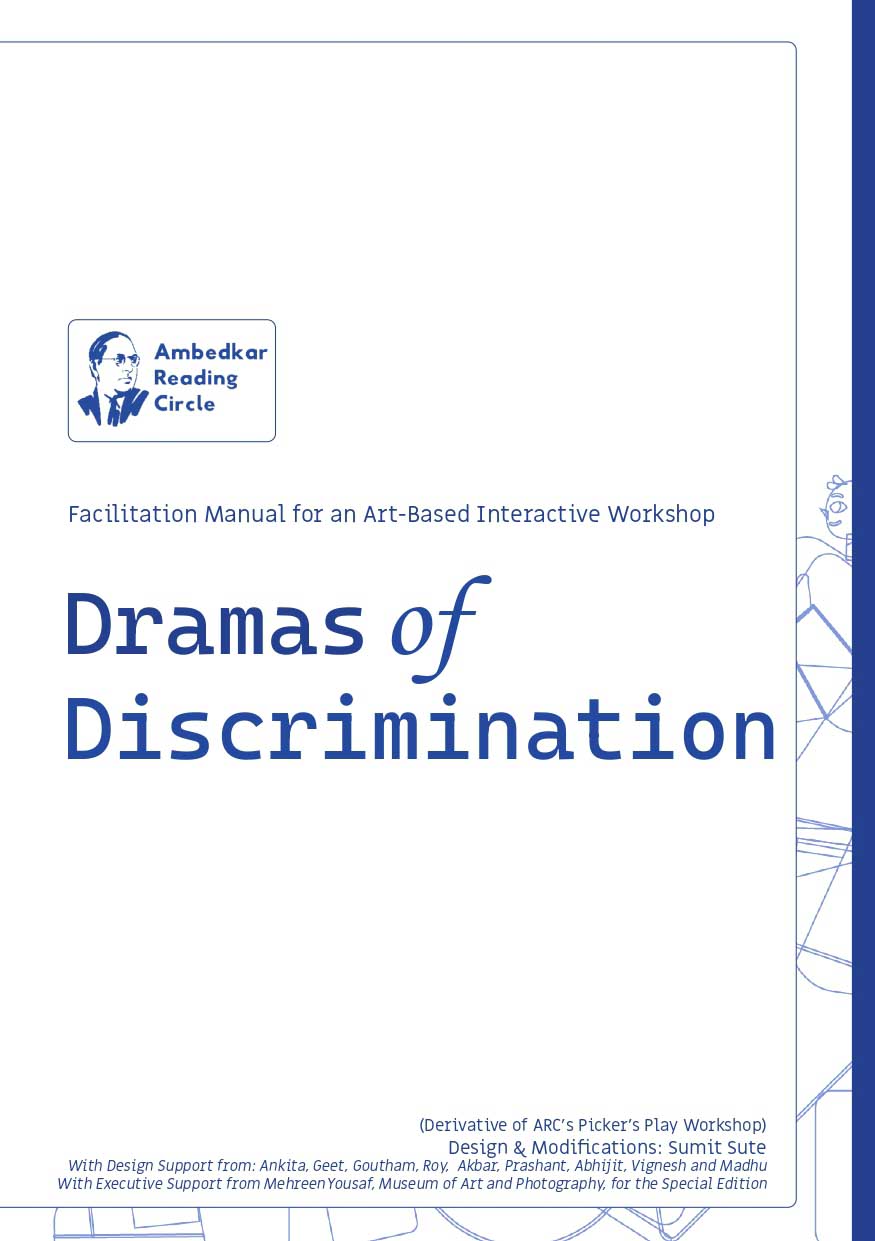 Ambedkar
Reading
Circle
Facilitation Manual for an Art-Based Interactive Workshop
Dramas of
Discrimination
(Derivative of ARC's Picker's Play Workshop)
Design & Modifications: Sumit Sute
With Design Support from: Ankita, Geet, Goutham, Roy, Akbar, Prashant, Abhijit, Vignesh and Madhu
With Executive Support from Mehreen Yousaf, Museum of Art and Photography, for the Special Edition